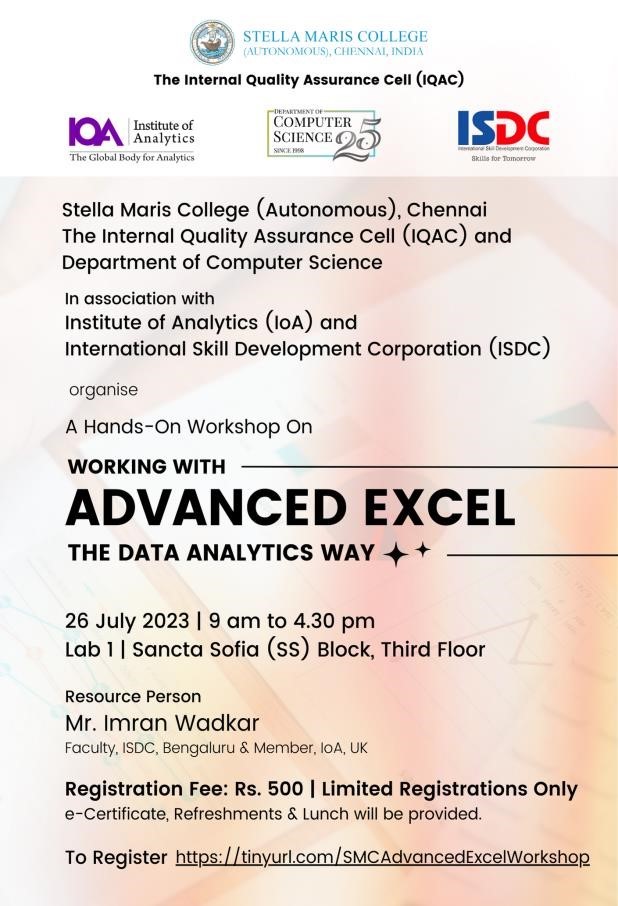 STELLA MARIS COLLEGE
(AUTONOMOUS), CHENNAI, INDIA
The Internal Quality Assurance Cell (IQAC)
IOA Institute of Analytics
The Global Body for Analytics
DEPARTMENT OF
COMPUTER
SCIENCE 25
SINCE 1998
ISDC
International Skill Development Corporation
Skills for Tomorrow
Stella Maris College (Autonomous), Chennai
The Internal Quality Assurance Cell (IQAC) and
Department of Computer Science
In association with
Institute of Analytics (IoA) and
International Skill Development Corporation (ISDC)
organise
A Hands-On Workshop On
WORKING WITH
ADVANCED EXCEL
THE DATA ANALYTICS WAY
26 July 2023 | 9 am to 4.30 pm
Lab 1 | Sancta Sofia (SS) Block, Third Floor
Resource Person
Mr. Imran Wadkar
Faculty, ISDC, Bengaluru & Member, IoA, UK
Registration Fee: Rs. 500 | Limited Registrations Only
e-Certificate, Refreshments & Lunch will be provided.
To Register https://tinyurl.com/SMCAdvancedExcelWorkshop